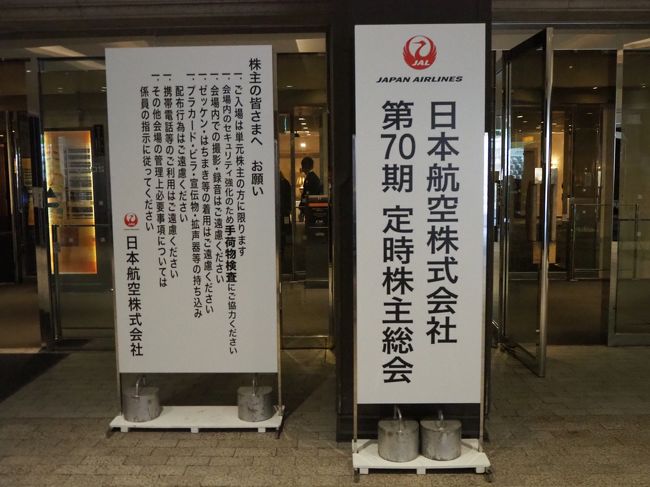 株主の皆さまへ　お願い
一．ご入場は単元株主の方に限ります
一．会場内のセキュリティ強化のため手荷物検査にご協力ください
一．会場内での撮影・録音はご遠慮ください
一．ゼッケン・はちまき等の着用はご遠慮ください
一．プラカード・ビラ・宣伝物・拡声器等の持ち込み
配布行為はご遠慮ください
一．携帯電話等のご利用はご遠慮ください
一．その他会場の管理上必要事項については
係員の指示に従ってください
日本航空株式会社
JAL
JAPAN AIRLINES
日本航空株式会社
第70期 定時株主総会